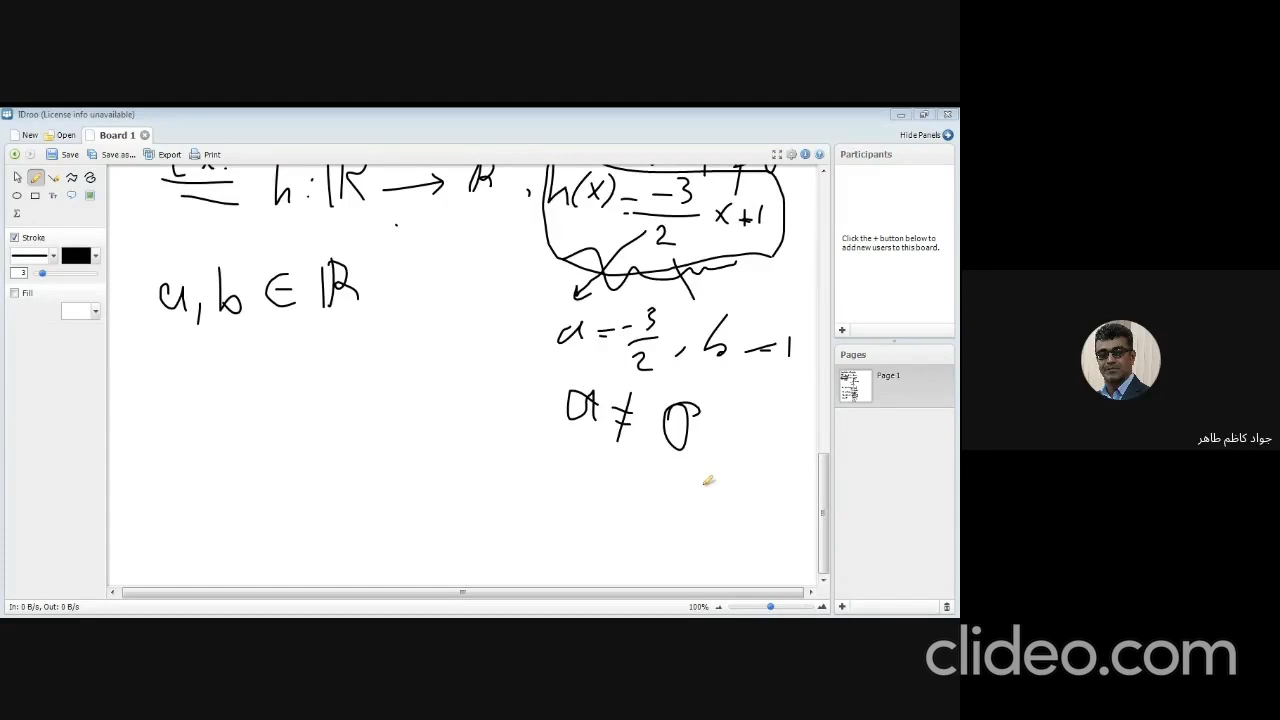 IDroo (License info unavailable)
New Open Board 1 Hide Panels
Save Save as... Export Print Participants
Ex:
h : ℝ → ℝ , h(x) = -3/2 x + 1
Click the + button below to
add new users to this board.
Stroke
3
Fill
a, b ∈ ℝ
a = -3/2 , b = 1
a ≠ 0
Pages
Page 1
In: 0 B/s, Out: 0 B/s 100%
جواد كاظم طاهر
clideo.com